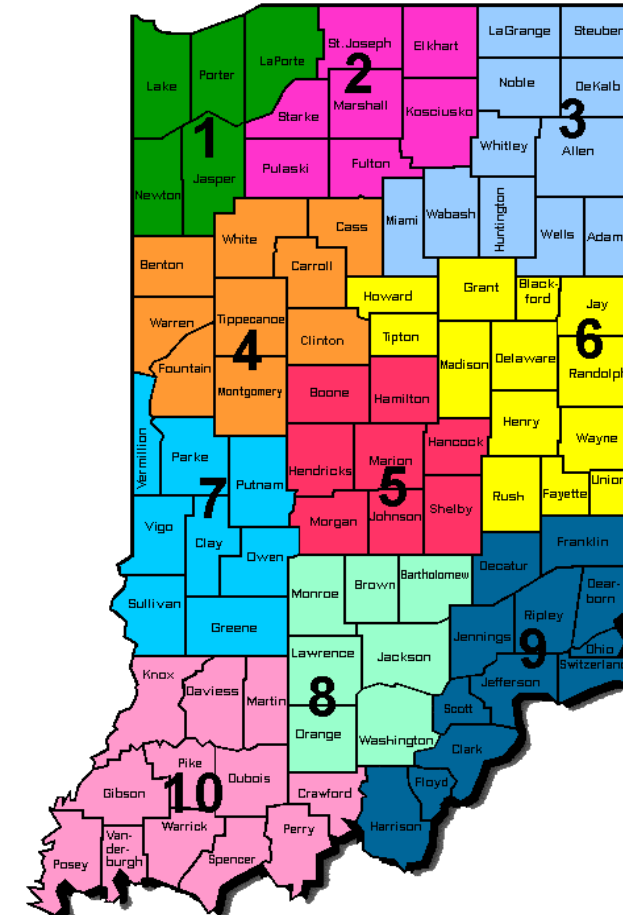 LaGrange
Steuben
St.Joseph
Elkhart
LaPorte
2
Lake
Porter
Noble
DeKalb
Marshall
Starke
Kosciusko
3
1
Whitley
Allen
Pulaski
Fulton
Jasper
Newton
Miami
Wabash
Huntington
Wells
Adam
White
Cass
Benton
Carroll
Grant
Black-
ford
Howard
Jay
Warren
Tippecanoe
4
Clinton
Tipton
6
Madison
Delaware
Fountain
Randolph
Montgomery
Boone
Hamilton
Henry
Wayne
Vermillion
Parke
Hancock
Hendricks
Marion
5
Putnam
7
Rush
Fayette
Union
Vigo
Morgan
Johnson
Shelby
Clay
Owen
Franklin
Decatur
Monroe
Brown
Bartholomew
Dear-
born
Sullivan
Greene
Ripley
Jennings
9
Lawrence
Jackson
Ohio
Switzerland
Knox
Daviess
Martin
8
Jefferson
Scott
Orange
Washington
Clark
Pike
Dubois
10
Gibson
Crawford
Floyd
Harrison
Warrick
Perry
Van-
der-
burgh
Posey
Spencer